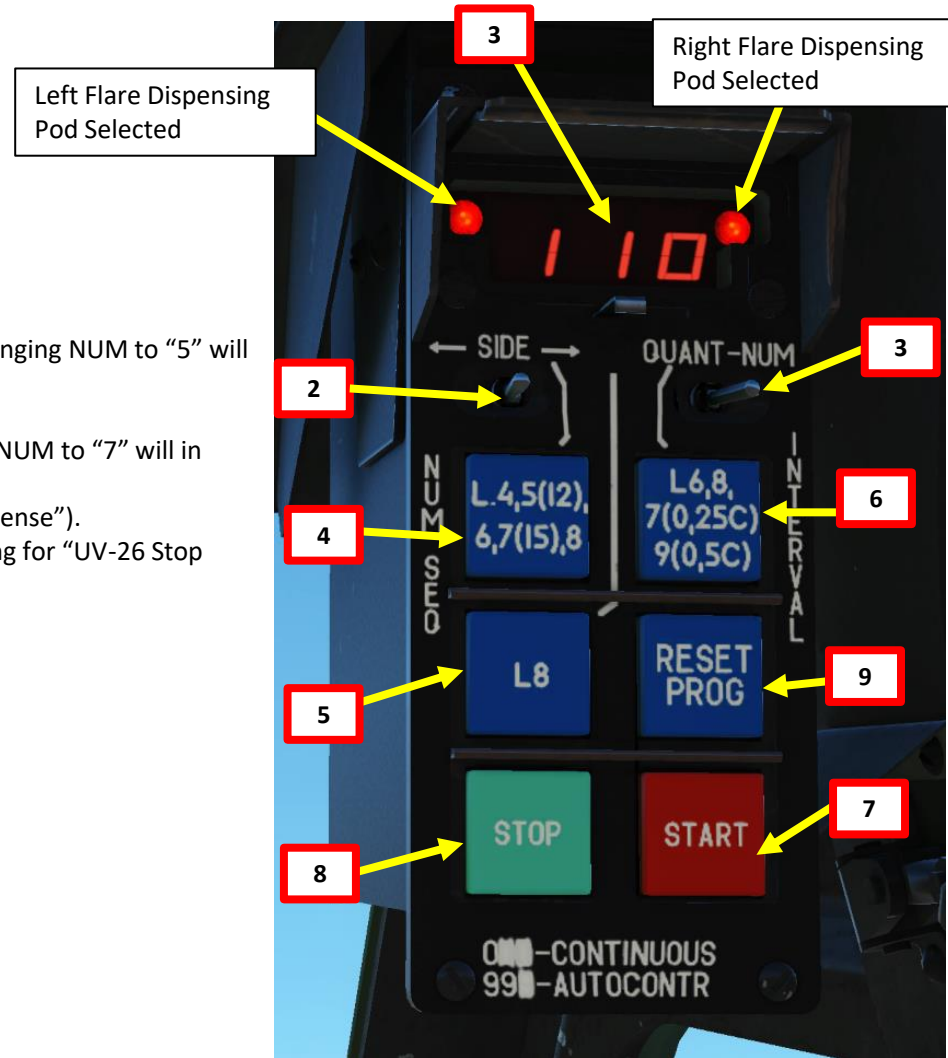 3
Right Flare Dispensing
Pod Selected
Left Flare Dispensing
Pod Selected
110
nging NUM to “5” will
NUM to “7” will in
ense”).
ng for “UV-26 Stop
← SIDE →
QUANT-NUM
3
2
NUM SEQ
L.4,5(12),
6,7(15),8
L6,8,
7(0,25C)
9(0,5C)
INTERVAL
4
6
L8
RESET
PROG
5
9
STOP
START
7
8
-CONTINUOUS
-AUTOCONTR